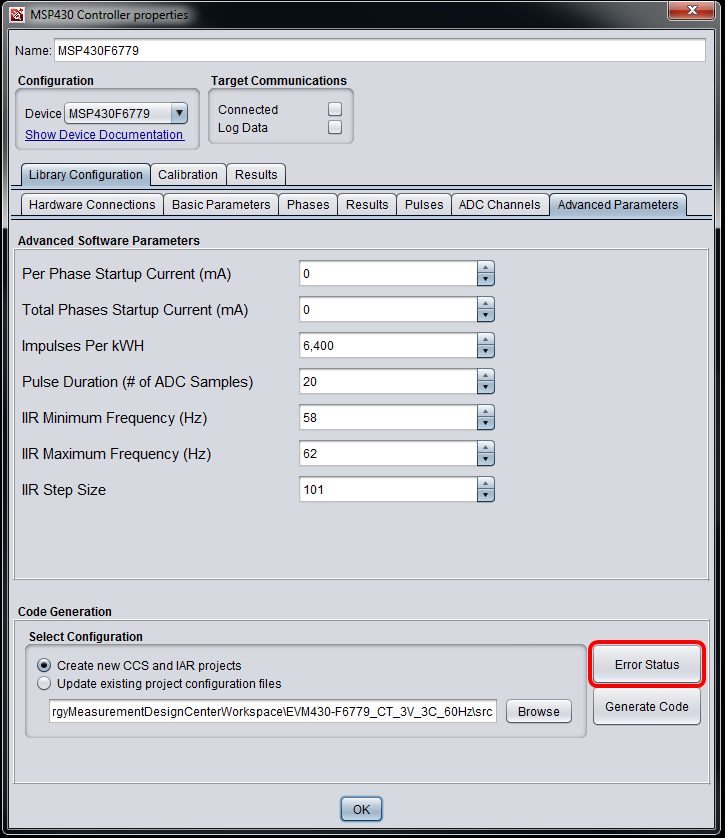 MSP430 Controller properties
Name: MSP430F6779
Configuration
Target Communications
Device MSP430F6779
Show Device Documentation
Connected
Log Data
Library Configuration Calibration Results
Hardware Connections Basic Parameters Phases Results Pulses ADC Channels Advanced Parameters
Advanced Software Parameters
Per Phase Startup Current (mA) 0
Total Phases Startup Current (mA) 0
Impulses Per kWH 6,400
Pulse Duration (# of ADC Samples) 20
IIR Minimum Frequency (Hz) 58
IIR Maximum Frequency (Hz) 62
IIR Step Size 101
Code Generation
Select Configuration
Create new CCS and IAR projects
Update existing project configuration files
rgyMeasurementDesignCenterWorkspace\EVM430-F6779_CT_3V_3C_60Hz\src Browse
Error Status
Generate Code
OK